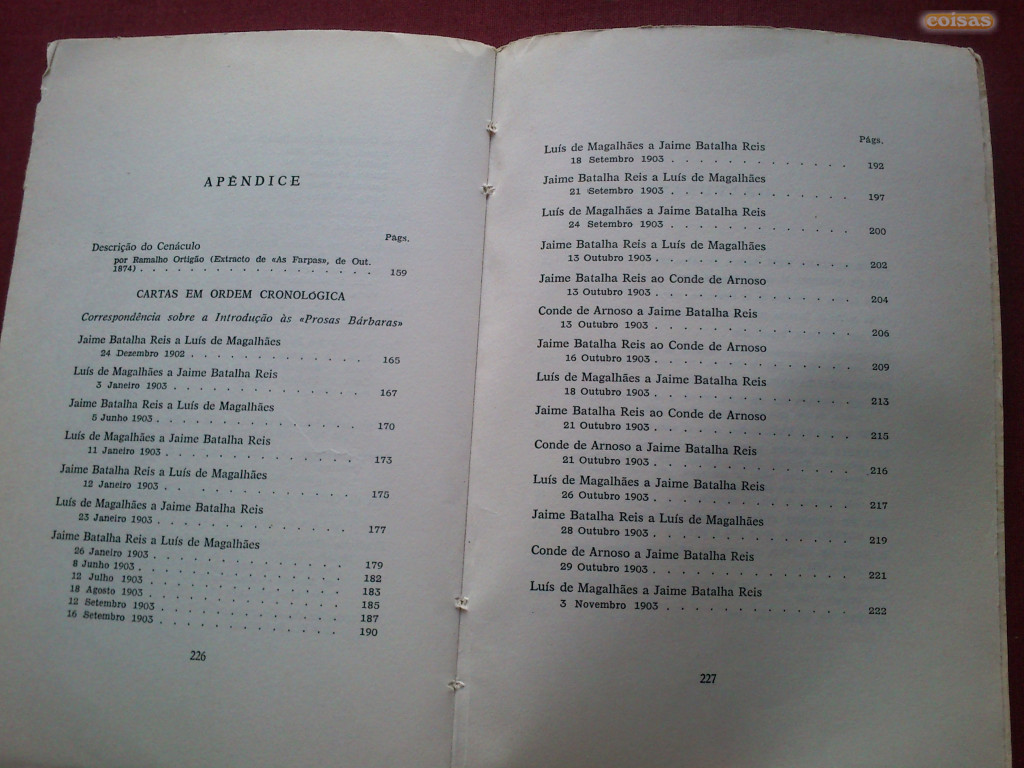 coisas
APÊNDICE
Pags.
Descrição do Cenáculo
por Ramalho Ortigão (Extracto de «As Farpas», de Out.
1874) . . . . . . . . . . . . . . . . . 159
CARTAS EM ORDEM CRONOLÓGICA
Correspondência sobre a Introdução às «Prosas Bárbaras»
Jaime Batalha Reis a Luís de Magalhães
24 Dezembro 1902 . . . . . . . . . . . . . 165
Luís de Magalhães a Jaime Batalha Reis
3 Janeiro 1903 . . . . . . . . . . . . . 167
Jaime Batalha Reis a Luís de Magalhães
5 Junho 1903 . . . . . . . . . . . . . 170
Luís de Magalhães a Jaime Batalha Reis
11 Janeiro 1903 . . . . . . . . . . . . . 173
Jaime Batalha Reis a Luís de Magalhães
12 Janeiro 1903 . . . . . . . . . . . . . 175
Luís de Magalhães a Jaime Batalha Reis
23 Janeiro 1903 . . . . . . . . . . . . . 177
Jaime Batalha Reis a Luís de Magalhães
26 Janeiro 1903 . . . . . . . . . . . . . 179
8 Junho 1903 . . . . . . . . . . . . . 182
12 Julho 1903 . . . . . . . . . . . . . 183
18 Agosto 1903 . . . . . . . . . . . . . 185
12 Setembro 1903 . . . . . . . . . . . . . 187
16 Setembro 1903 . . . . . . . . . . . . . 190
226
Págs.
Luís de Magalhães a Jaime Batalha Reis
18 Setembro 1903 . . . . . . . . . . . . . 192
Jaime Batalha Reis a Luís de Magalhães
21 Setembro 1903 . . . . . . . . . . . . . 197
Luís de Magalhães a Jaime Batalha Reis
24 Setembro 1903 . . . . . . . . . . . . . 200
Jaime Batalha Reis a Luís de Magalhães
13 Outubro 1903 . . . . . . . . . . . . . 202
Jaime Batalha Reis ao Conde de Arnoso
13 Outubro 1903 . . . . . . . . . . . . . 204
Conde de Arnoso a Jaime Batalha Reis
13 Outubro 1903 . . . . . . . . . . . . . 206
Jaime Batalha Reis ao Conde de Arnoso
16 Outubro 1903 . . . . . . . . . . . . . 209
Luís de Magalhães a Jaime Batalha Reis
18 Outubro 1903 . . . . . . . . . . . . . 213
Jaime Batalha Reis ao Conde de Arnoso
21 Outubro 1903 . . . . . . . . . . . . . 215
Conde de Arnoso a Jaime Batalha Reis
21 Outubro 1903 . . . . . . . . . . . . . 216
Luís de Magalhães a Jaime Batalha Reis
26 Outubro 1903 . . . . . . . . . . . . . 217
Jaime Batalha Reis a Luís de Magalhães
28 Outubro 1903 . . . . . . . . . . . . . 219
Conde de Arnoso a Jaime Batalha Reis
29 Outubro 1903 . . . . . . . . . . . . . 221
Luís de Magalhães a Jaime Batalha Reis
3 Novembro 1903 . . . . . . . . . . . . . 222
227